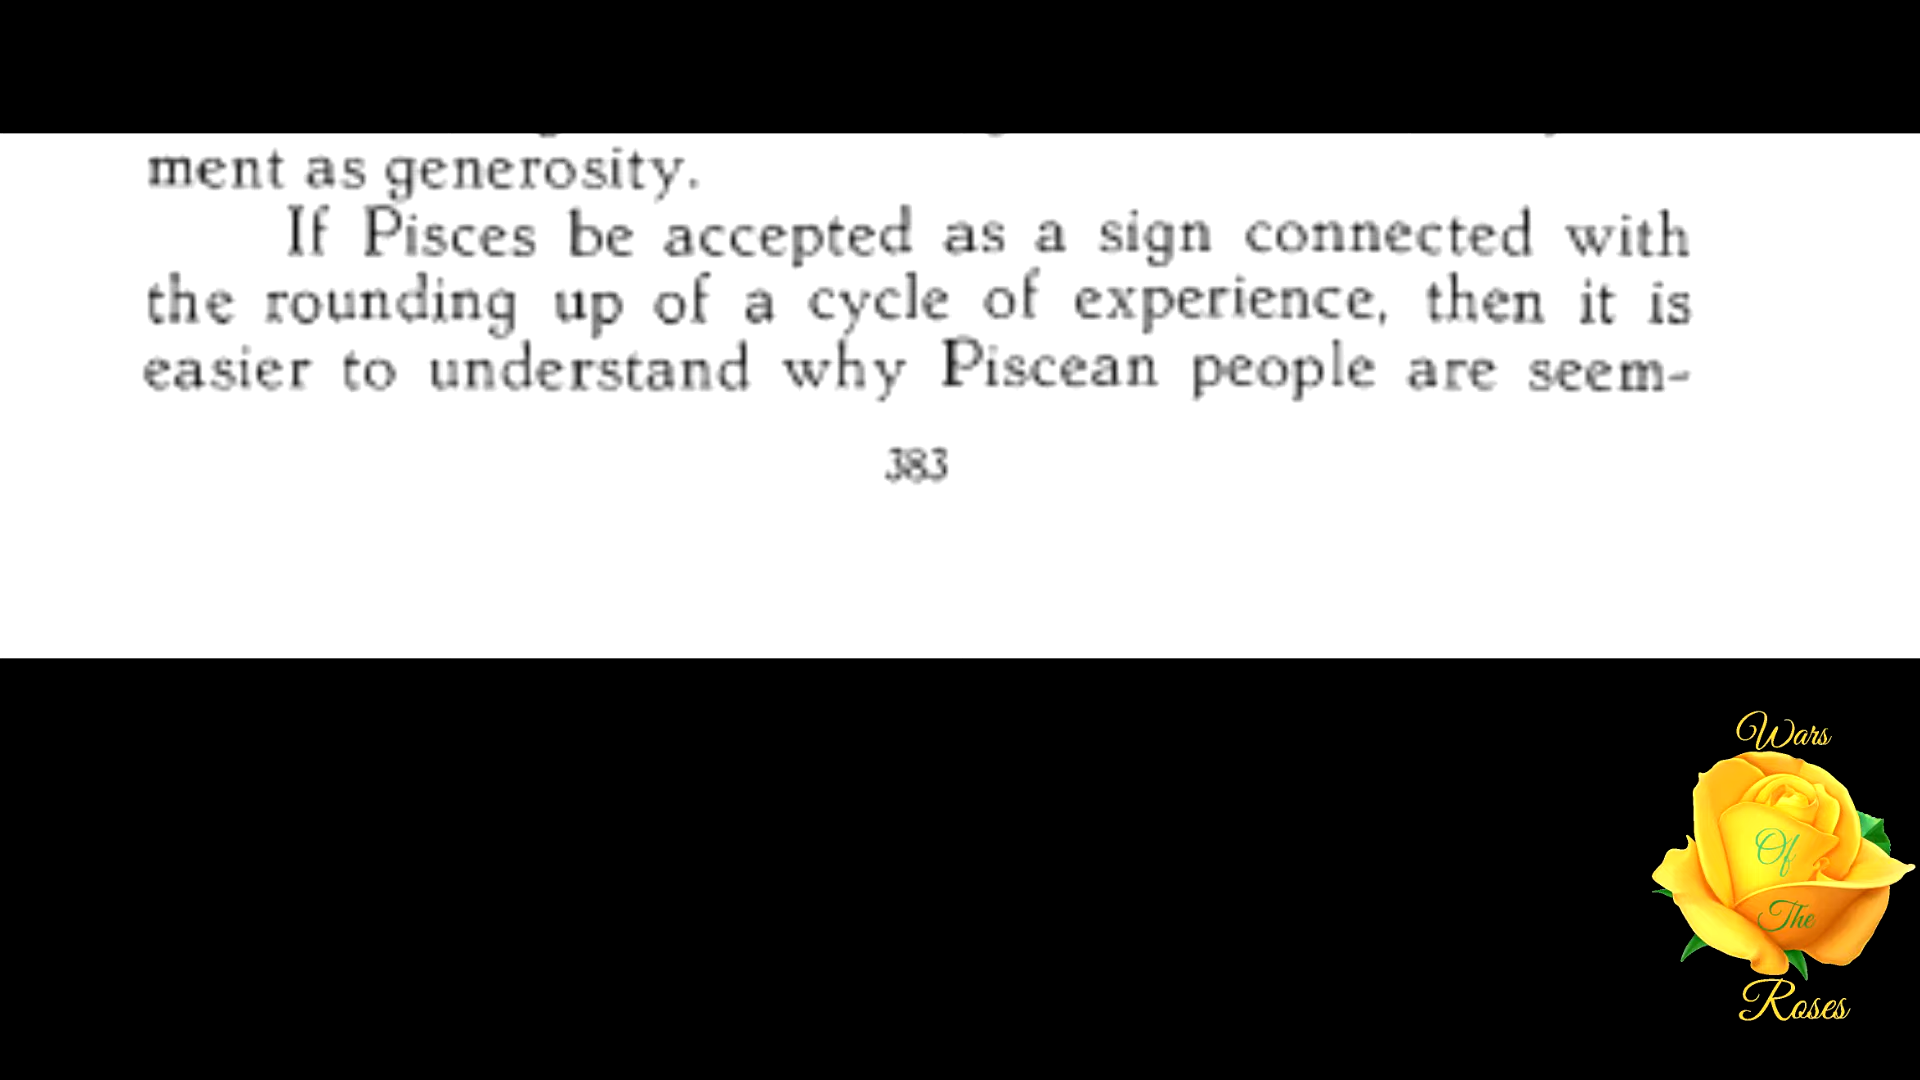 ment as generosity.
If Pisces be accepted as a sign connected with
the rounding up of a cycle of experience, then it is
easier to understand why Piscean people are seem-
383
Wars
Of
The
Roses